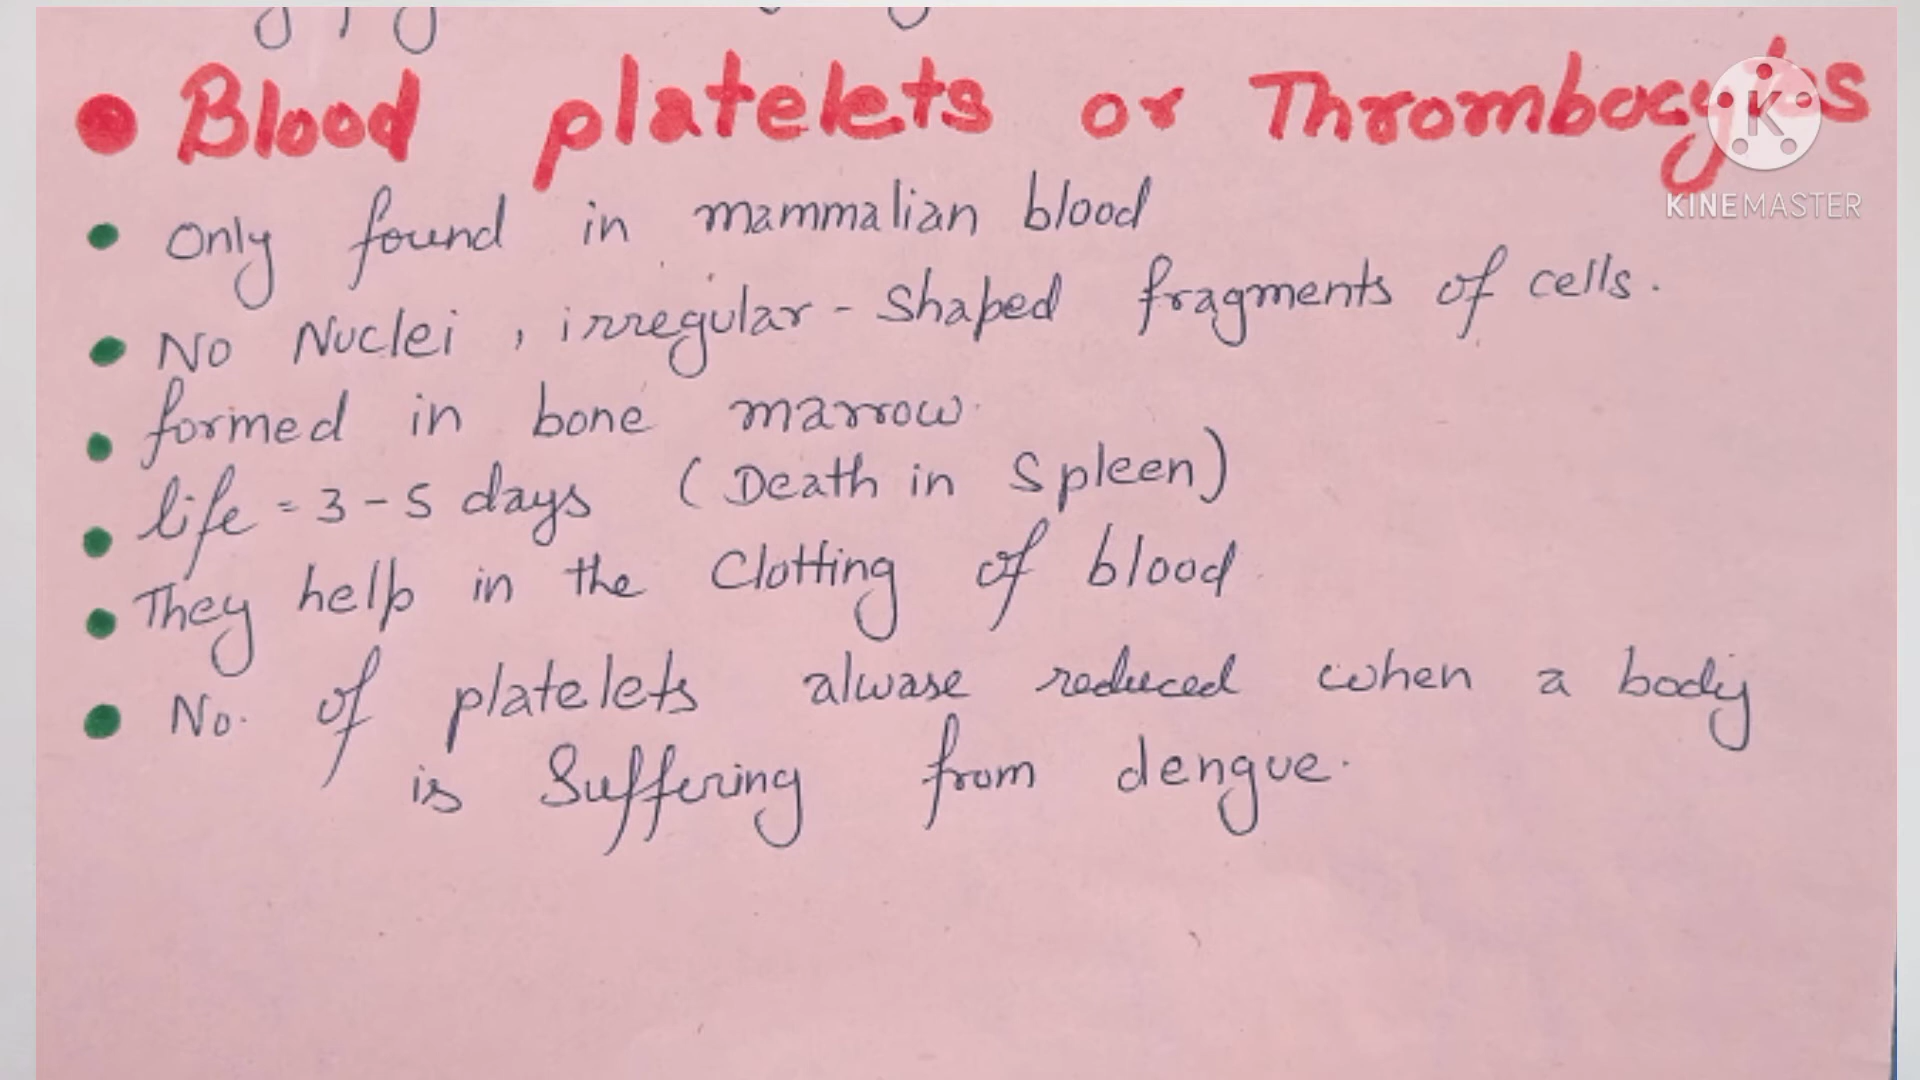 Blood platelets or Thrombocytes
Only found in mammalian blood
No Nuclei, irregular - shaped fragments of cells.
formed in bone marrow.
life = 3 - 5 days (Death in Spleen)
They help in the Clotting of blood
No. of platelets alwase reduced when a body
is Suffering from dengue.
KINEMASTER